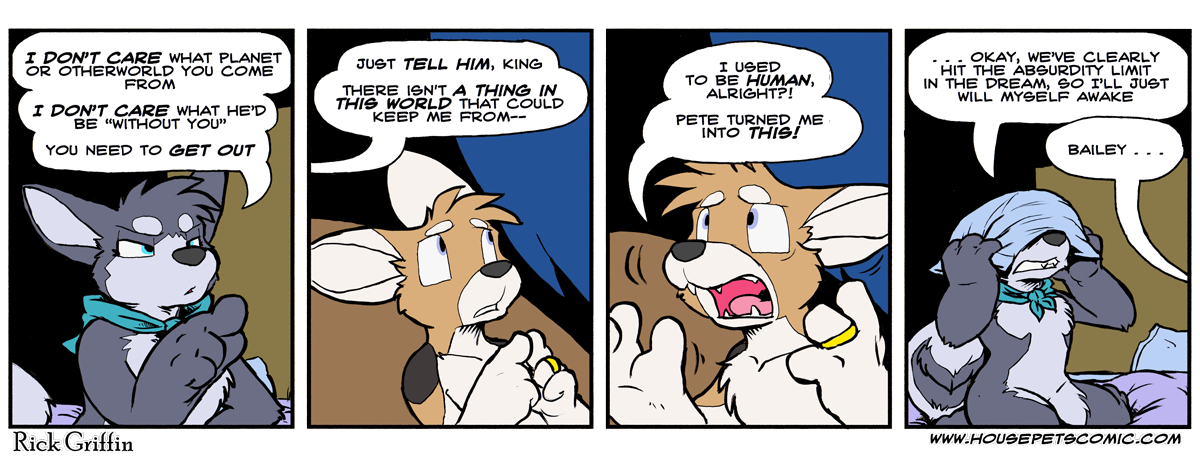 I DON'T CARE WHAT PLANET
OR OTHERWORLD YOU COME
FROM
I DON'T CARE WHAT HE'D
BE "WITHOUT YOU"
YOU NEED TO GET OUT
JUST TELL HIM, KING
THERE ISN'T A THING IN
THIS WORLD THAT COULD
KEEP ME FROM--
I USED
TO BE HUMAN,
ALRIGHT?!
PETE TURNED ME
INTO THIS!
. . . OKAY, WE'VE CLEARLY
HIT THE ABSURDITY LIMIT
IN THE DREAM, SO I'LL JUST
WILL MYSELF AWAKE
BAILEY . . .
Rick Griffin
WWW.HOUSEPETSCOMIC.COM